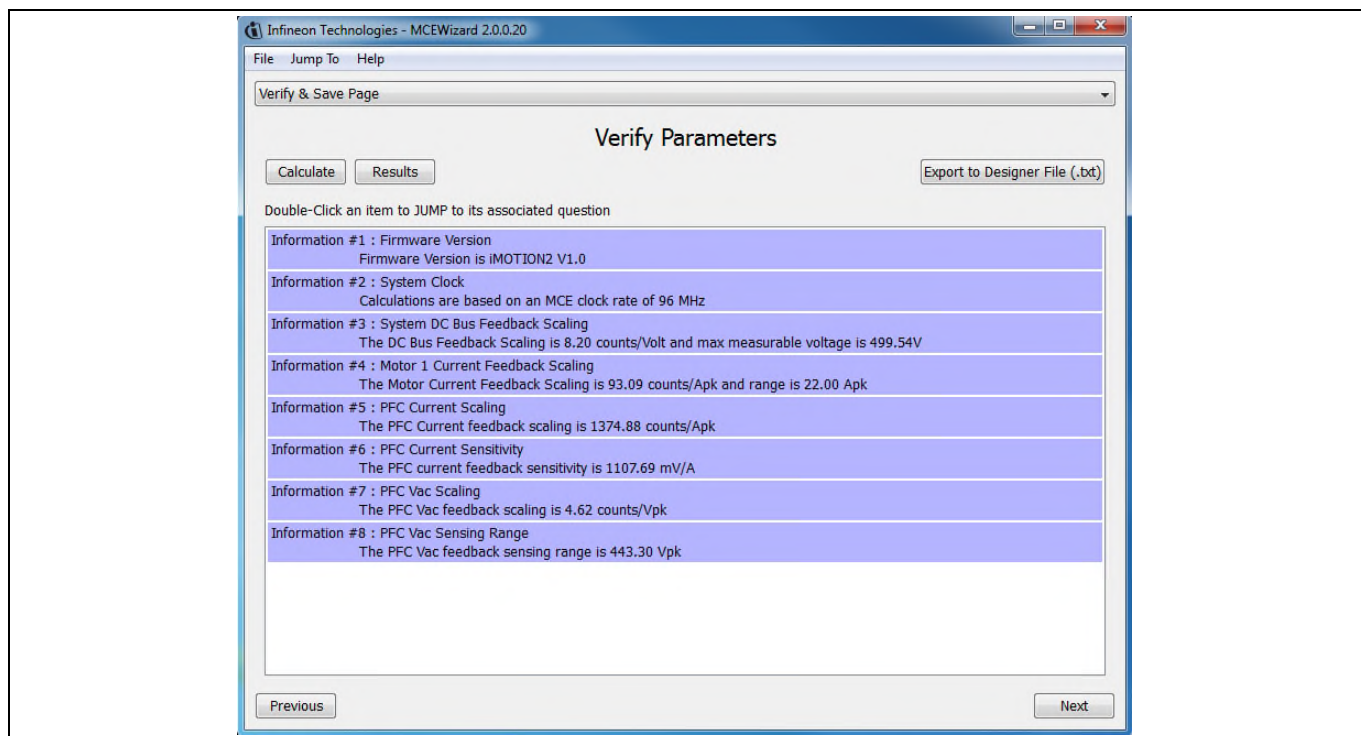 Infineon Technologies - MCEWizard 2.0.0.20
File Jump To Help
Verify & Save Page
Verify Parameters
Calculate Results Export to Designer File (.txt)
Double-Click an item to JUMP to its associated question
Information #1 : Firmware Version
Firmware Version is iMOTION2 V1.0
Information #2 : System Clock
Calculations are based on an MCE clock rate of 96 MHz
Information #3 : System DC Bus Feedback Scaling
The DC Bus Feedback Scaling is 8.20 counts/Volt and max measurable voltage is 499.54V
Information #4 : Motor 1 Current Feedback Scaling
The Motor Current Feedback Scaling is 93.09 counts/Apk and range is 22.00 Apk
Information #5 : PFC Current Scaling
The PFC Current feedback scaling is 1374.88 counts/Apk
Information #6 : PFC Current Sensitivity
The PFC current feedback sensitivity is 1107.69 mV/A
Information #7 : PFC Vac Scaling
The PFC Vac feedback scaling is 4.62 counts/Vpk
Information #8 : PFC Vac Sensing Range
The PFC Vac feedback sensing range is 443.30 Vpk
Previous Next